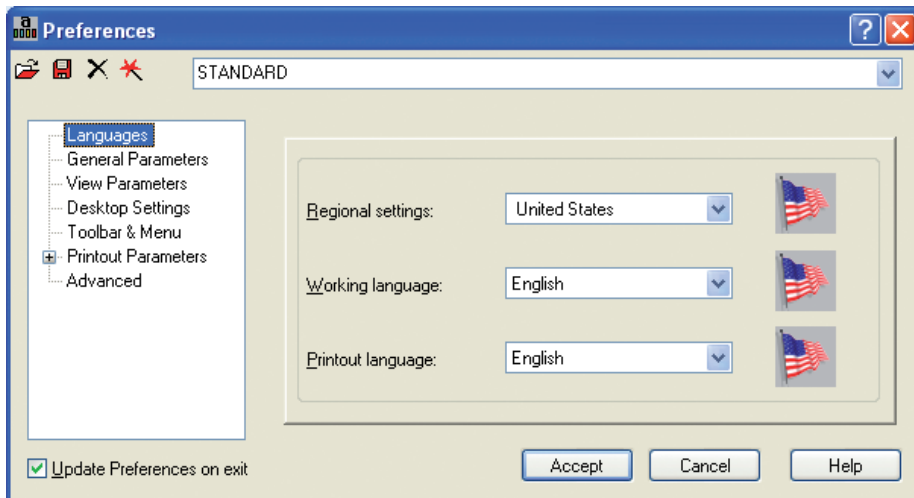 Preferences
STANDARD
Languages
General Parameters
View Parameters
Desktop Settings
Toolbar & Menu
Printout Parameters
Advanced
Regional settings: United States
Working language: English
Printout language: English
Update Preferences on exit
Accept Cancel Help